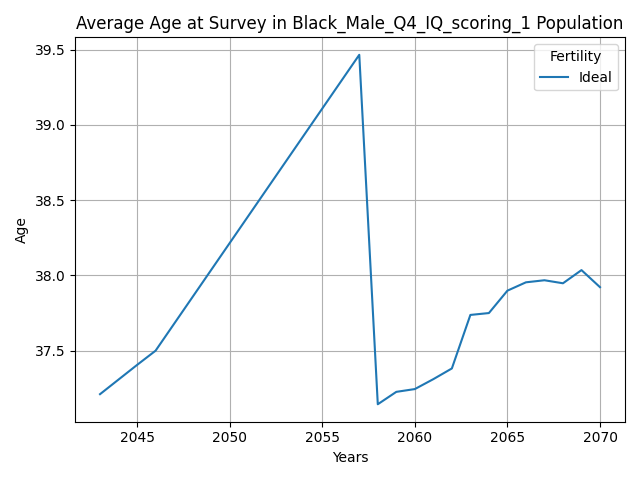 Average Age at Survey in Black_Male_Q4_IQ_scoring_1 Population
Fertility
Ideal
39.5
39.0
38.5
38.0
37.5
Age
2045
2050
2055
2060
2065
2070
Years